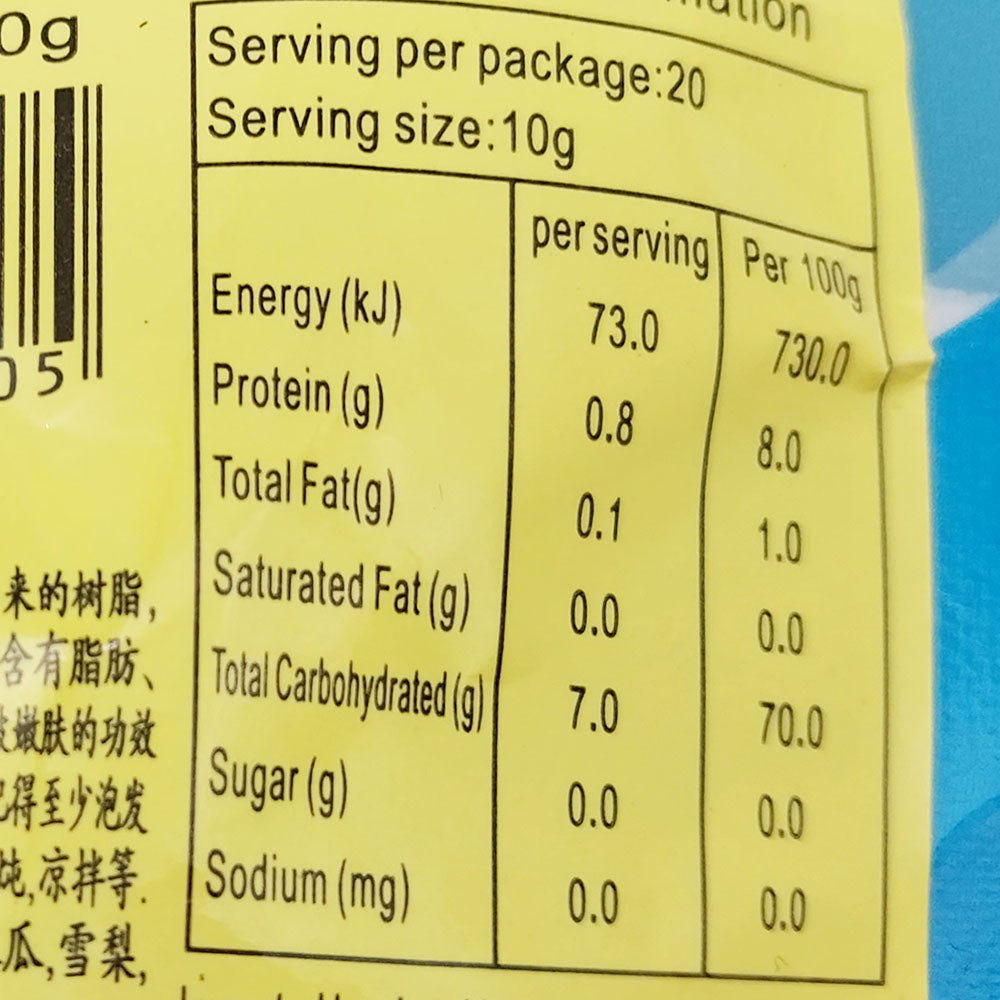 0g
05
Serving per package:20
Serving size:10g
per serving Per 100g
Energy (kJ) 73.0 730.0
Protein (g) 0.8 8.0
Total Fat(g) 0.1 1.0
Saturated Fat (g) 0.0 0.0
Total Carbohydrated (g) 7.0 70.0
Sugar (g) 0.0 0.0
Sodium (mg) 0.0 0.0
来的树脂,
含有脂肪、
嫩肤的功效
得至少泡发
炖,凉拌等.
瓜,雪梨,